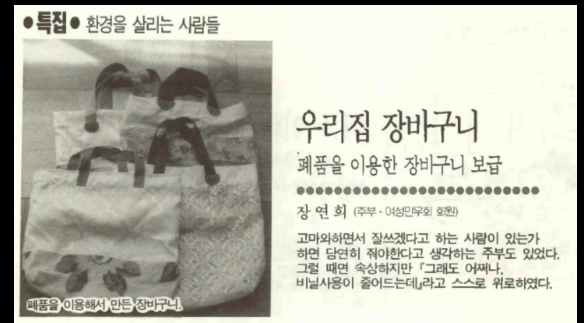 ●특집● 환경을 살리는 사람들
우리집 장바구니
폐품을 이용한 장바구니 보급
장연희 (주부·여성민우회 회원)
고마와하면서 잘쓰겠다고 하는 사람이 있는가
하면 당연히 줘야한다고 생각하는 주부도 있었다.
그럴 때면 속상하지만 『그래도 어쩌나,
비닐사용이 줄어드는데』라고 스스로 위로하였다.
폐품을 이용해서 만든 장바구니.